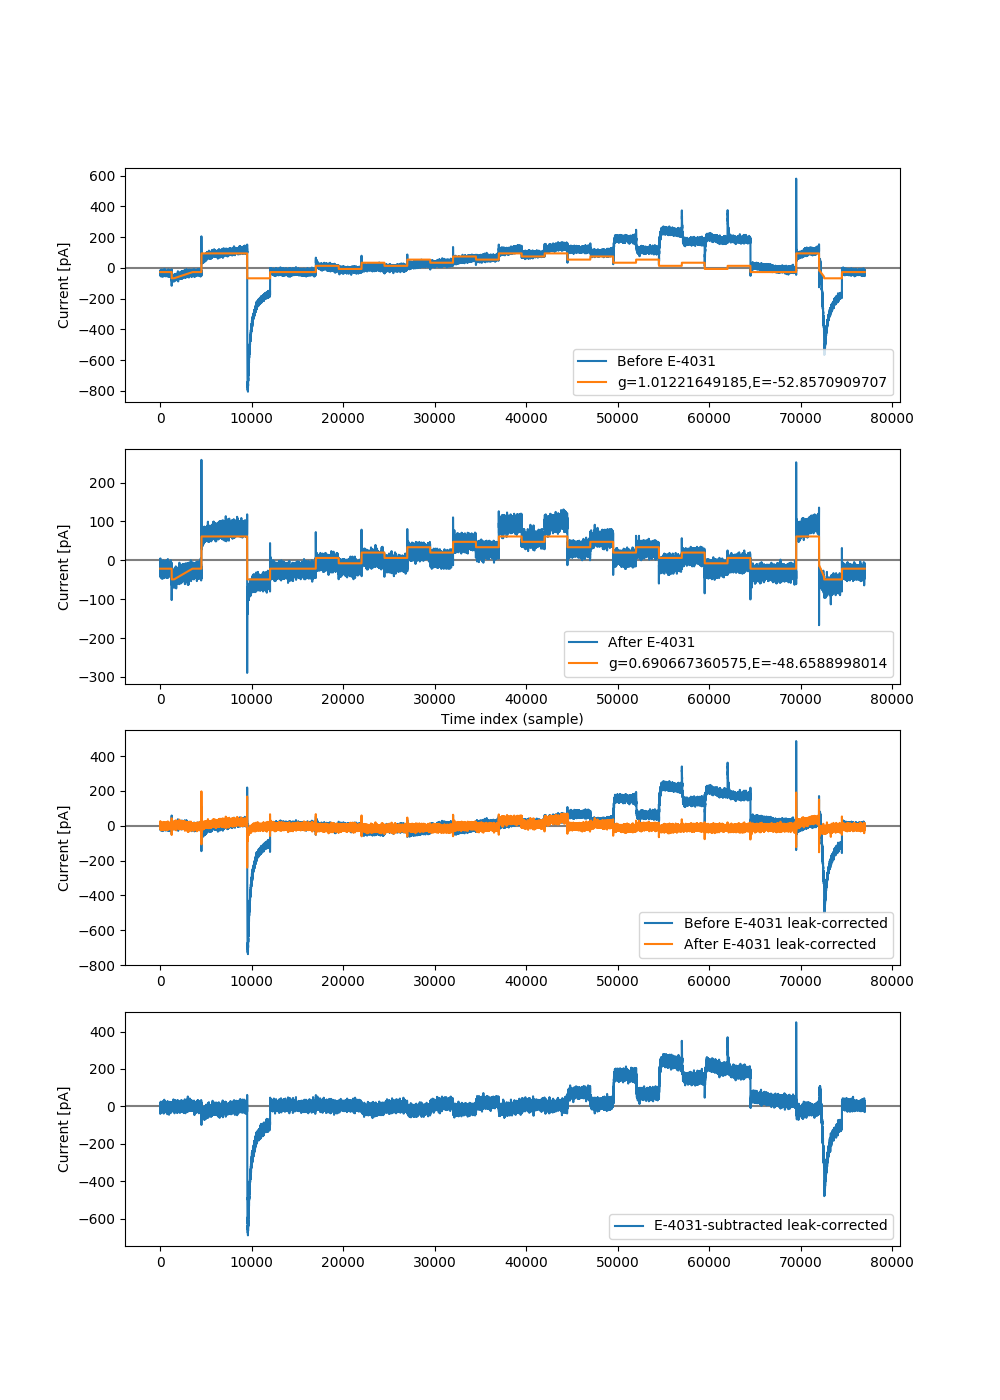 600
400
200
0
−200
−400
−600
−800
Current [pA]
Before E-4031
g=1.01221649185,E=-52.8570909707
0 10000 20000 30000 40000 50000 60000 70000 80000
200
100
0
−100
−200
−300
Current [pA]
After E-4031
g=0.690667360575,E=-48.6588998014
0 10000 20000 30000 40000 50000 60000 70000 80000
Time index (sample)
400
200
0
−200
−400
−600
−800
Current [pA]
Before E-4031 leak-corrected
After E-4031 leak-corrected
0 10000 20000 30000 40000 50000 60000 70000 80000
400
200
0
−200
−400
−600
Current [pA]
E-4031-subtracted leak-corrected
0 10000 20000 30000 40000 50000 60000 70000 80000